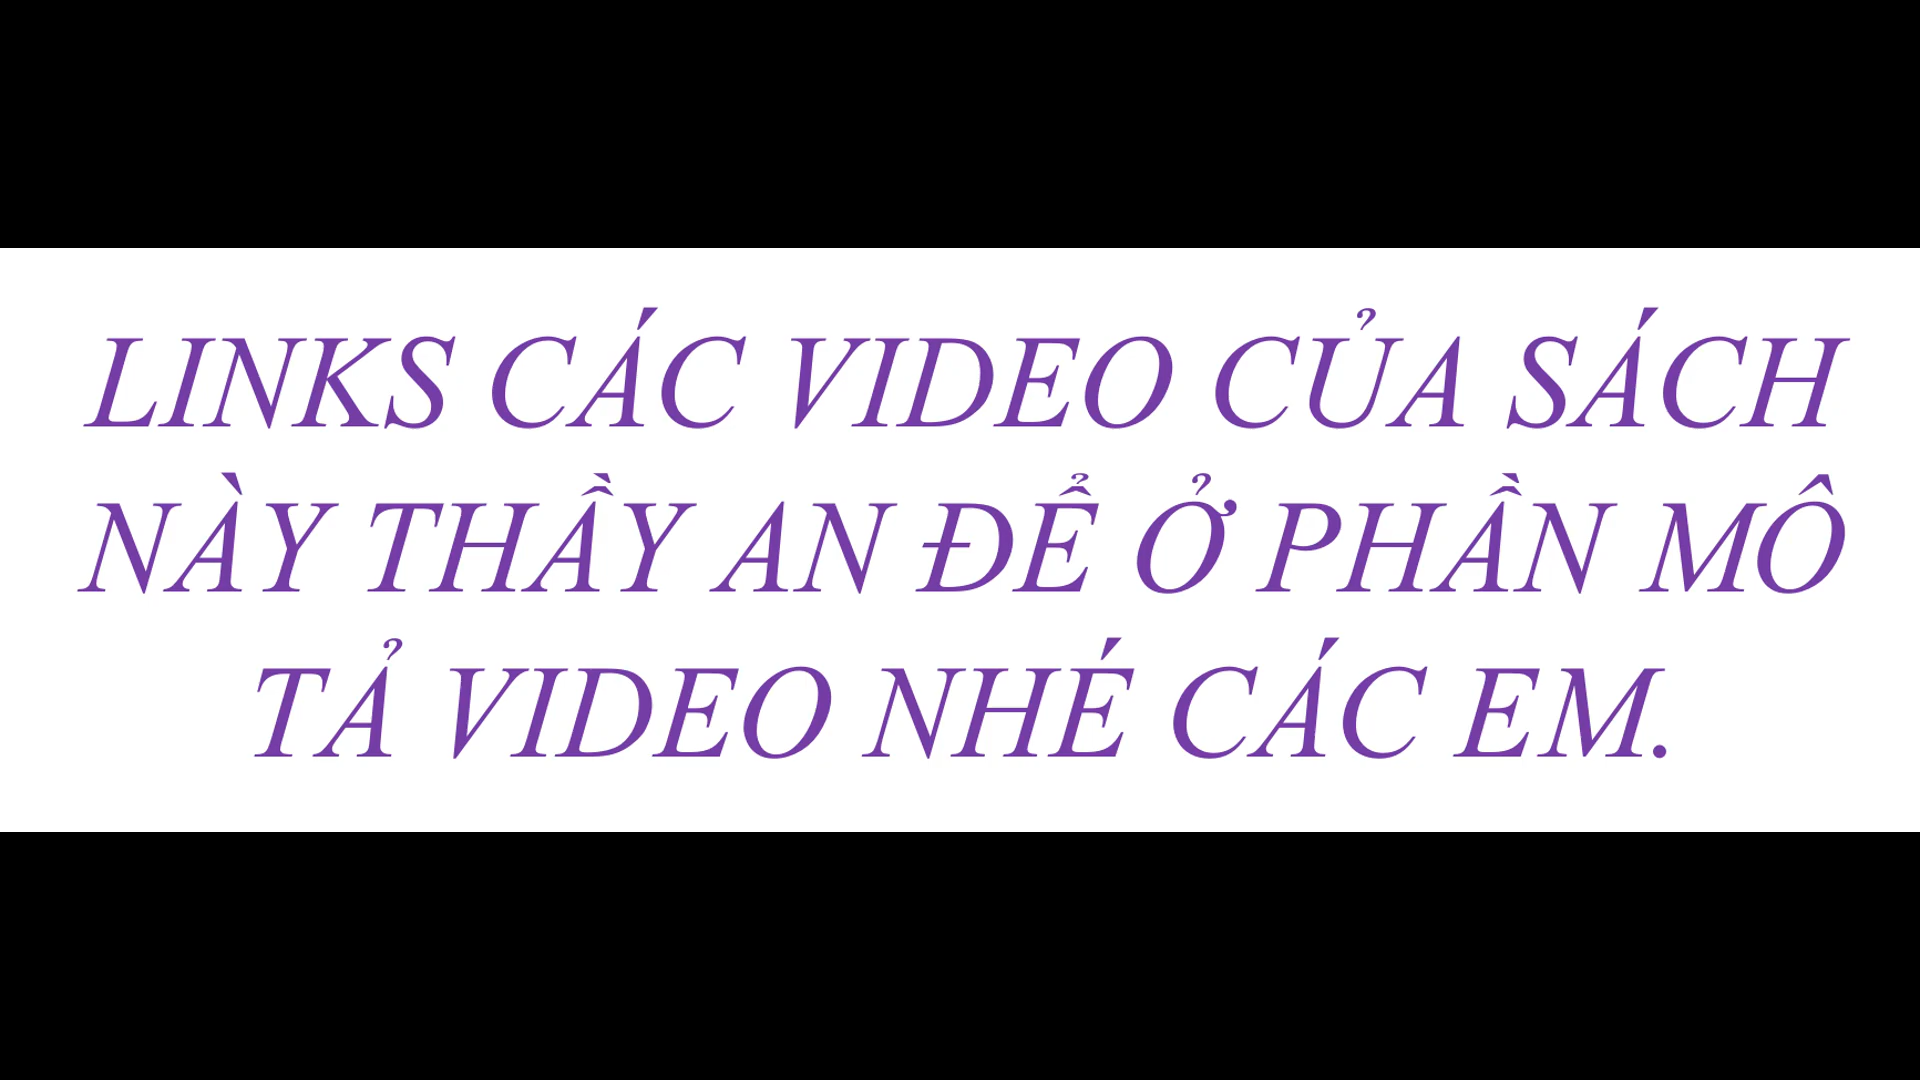 LINKS CÁC VIDEO CỦA SÁCH
NÀY THẦY AN ĐỂ Ở PHẦN MÔ
TẢ VIDEO NHÉ CÁC EM.